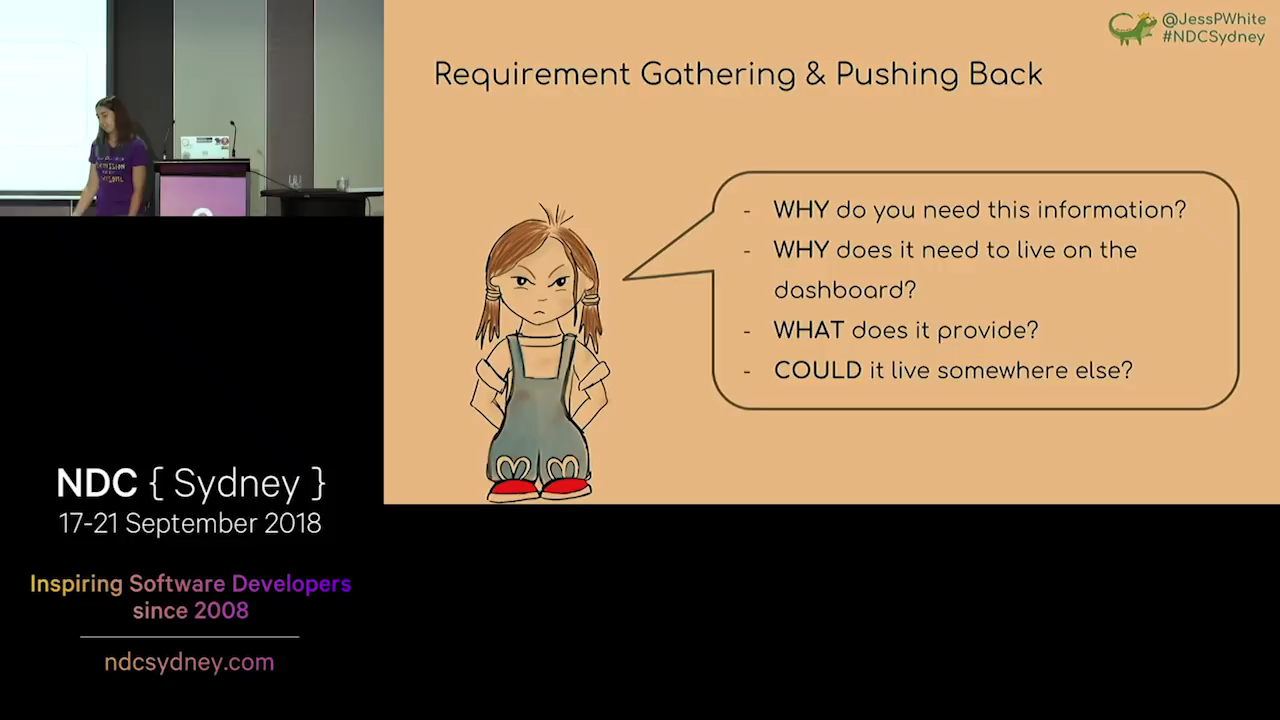 @JessPWhite
#NDCSydney
Requirement Gathering & Pushing Back
- WHY do you need this information?
- WHY does it need to live on the
dashboard?
- WHAT does it provide?
- COULD it live somewhere else?
NDC { Sydney }
17-21 September 2018
Inspiring Software Developers
since 2008
ndcsydney.com